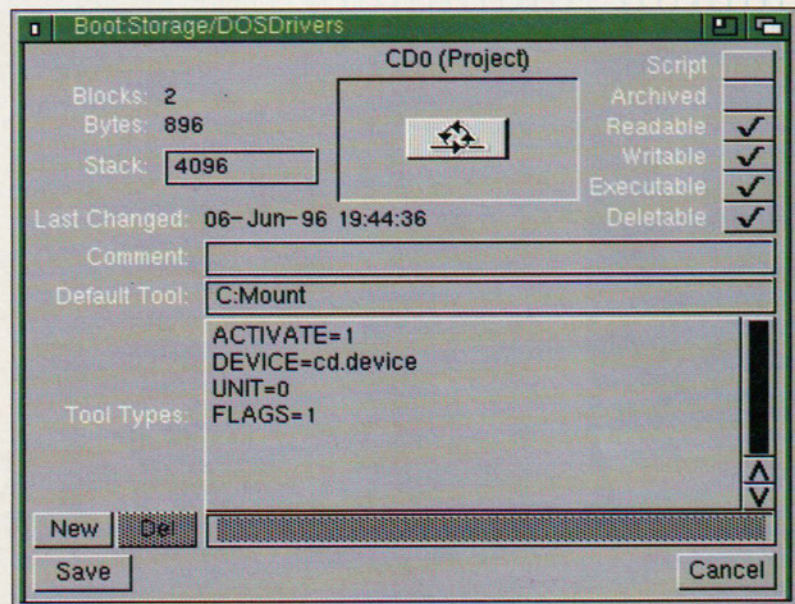 Boot:Storage/DOSDrivers
CD0 (Project)
Blocks: 2
Bytes: 896
Stack: 4096
Script
Archived
Readable
Writable
Executable
Deletable
Last Changed: 06-Jun-96 19:44:36
Comment:
Default Tool: C:Mount
Tool Types:
ACTIVATE=1
DEVICE=cd.device
UNIT=0
FLAGS=1
New
Del
Save
Cancel